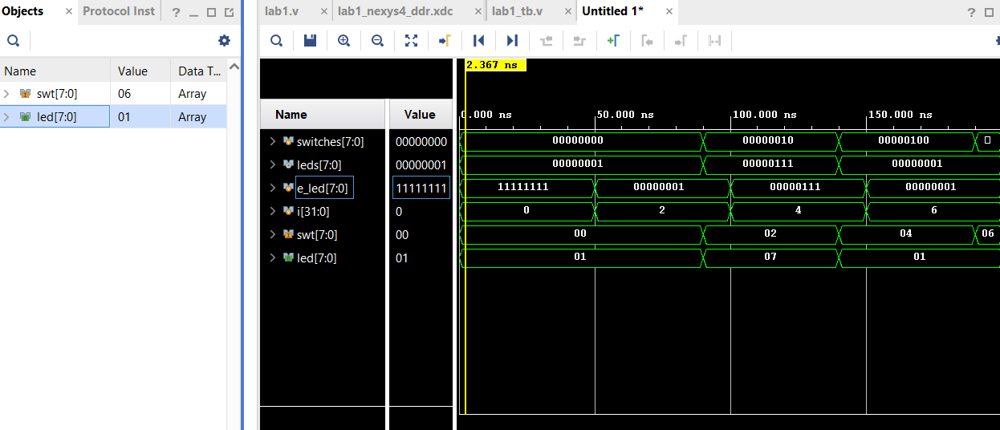 Objects × Protocol Inst ?
lab1.v × lab1_nexys4_ddr.xdc × lab1_tb.v × Untitled 1* × ?
Name Value Data T...
swt[7:0] 06 Array
led[7:0] 01 Array
2.367 ns
Name Value
0.000 ns 50.000 ns 100.000 ns 150.000 ns
switches[7:0] 00000000 00000000 00000010 00000100
leds[7:0] 00000001 00000001 00000111 00000001
e_led[7:0] 11111111 11111111 00000001 00000111 00000001
i[31:0] 0 0 2 4 6
swt[7:0] 00 00 02 04 06
led[7:0] 01 01 07 01